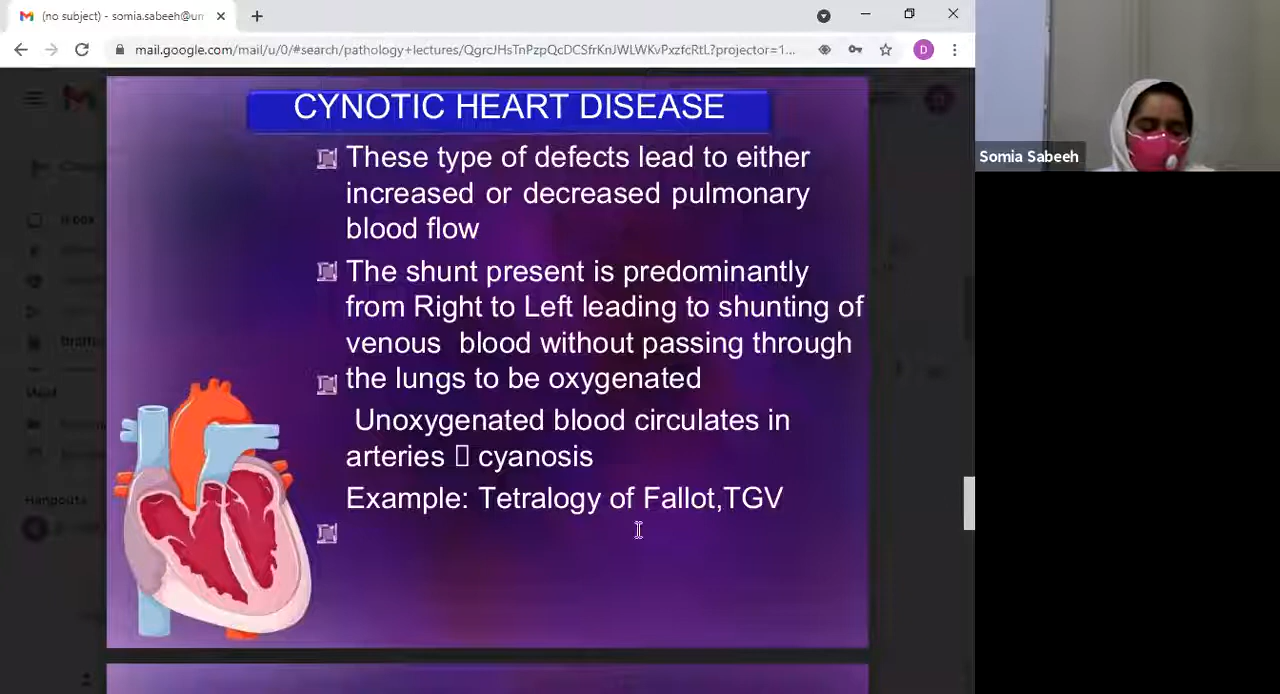 (no subject) - somia.sabeeh@un
mail.google.com/mail/u/0/#search/pathology+lectures/QgrcJHsTnPzpQcDCSfrKnJWLWKvPxzfcRtL?projector=1...
D
CYNOTIC HEART DISEASE
These type of defects lead to either
increased or decreased pulmonary
blood flow
The shunt present is predominantly
from Right to Left leading to shunting of
venous blood without passing through
the lungs to be oxygenated
Unoxygenated blood circulates in
arteries cyanosis
Example: Tetralogy of Fallot,TGV
Somia Sabeeh
Hangouts